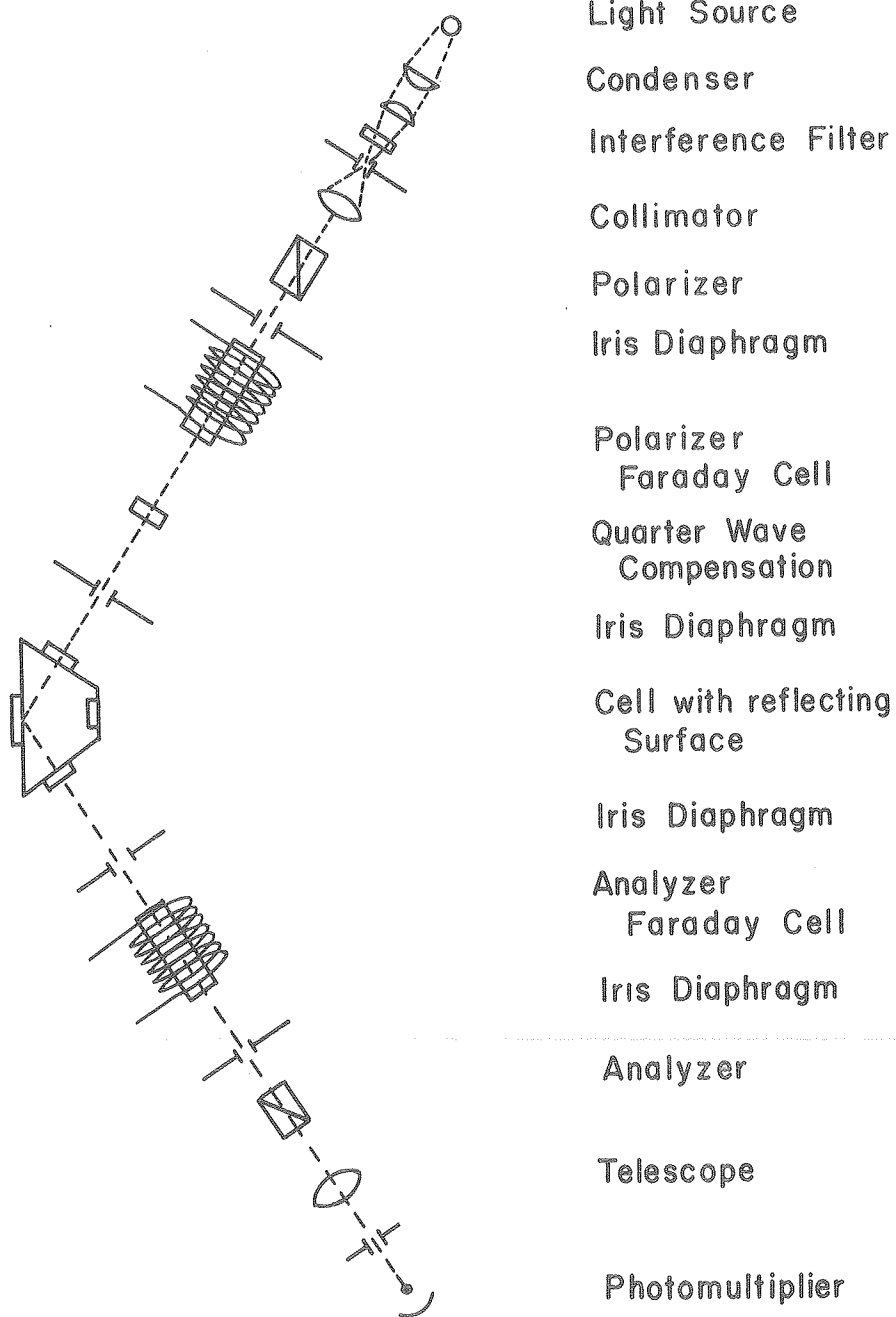 Light Source
Condenser
Interference Filter
Collimator
Polarizer
Iris Diaphragm
Polarizer
Faraday Cell
Quarter Wave
Compensation
Iris Diaphragm
Cell with reflecting
Surface
Iris Diaphragm
Analyzer
Faraday Cell
Iris Diaphragm
Analyzer
Telescope
Photomultiplier